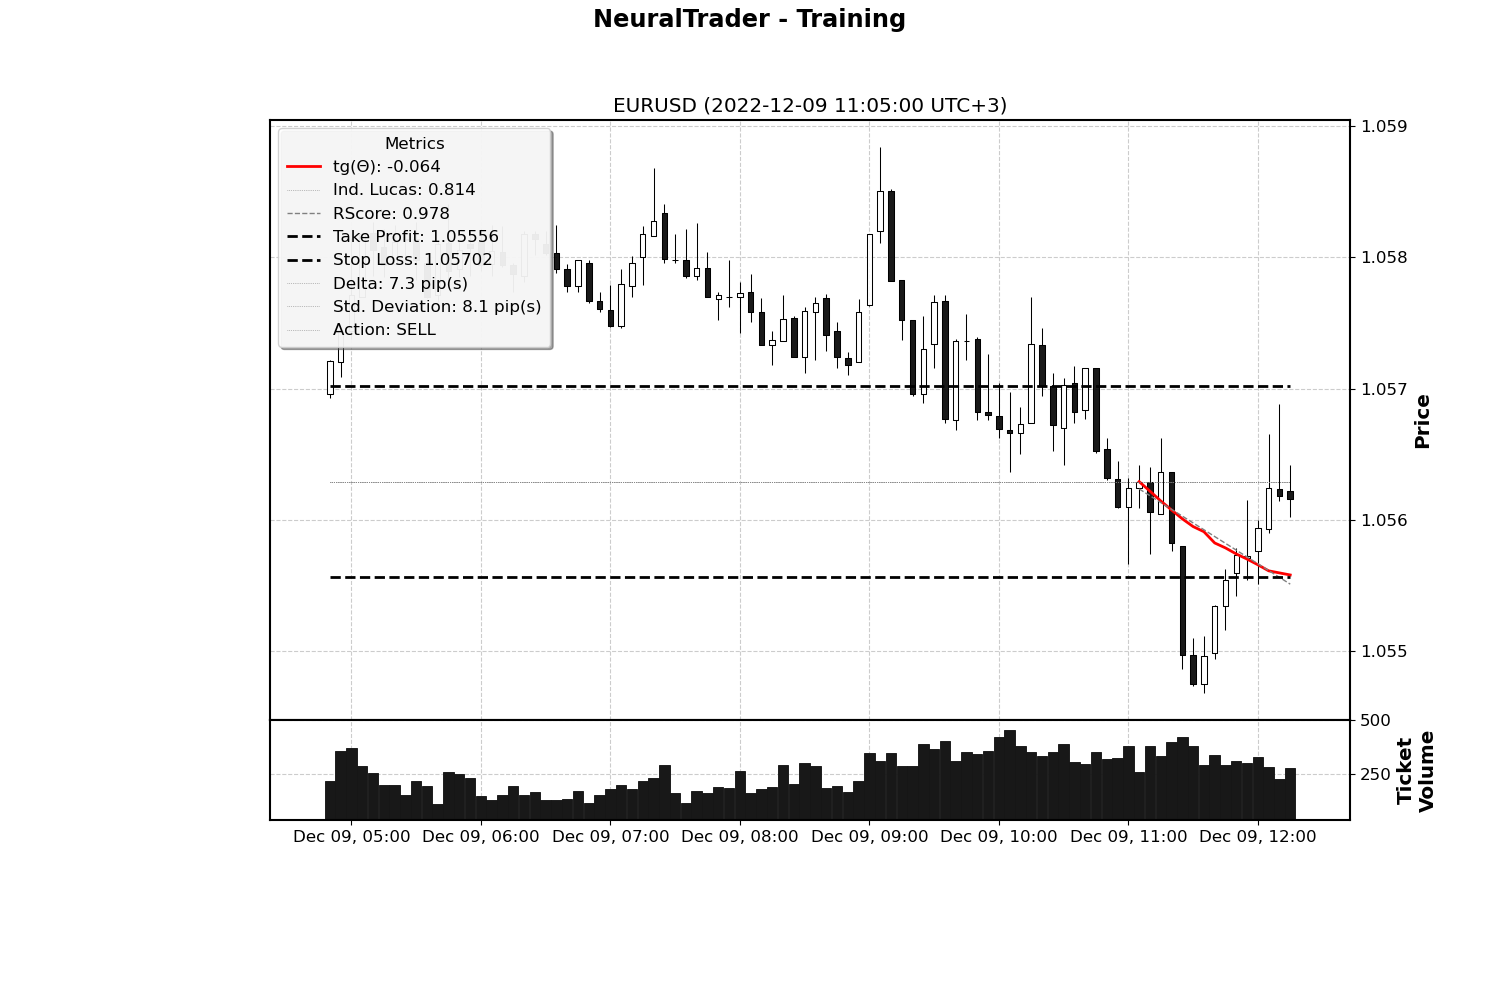 NeuralTrader - Training
EURUSD (2022-12-09 11:05:00 UTC+3)
Metrics
tg(Θ): -0.064
Ind. Lucas: 0.814
RScore: 0.978
Take Profit: 1.05556
Stop Loss: 1.05702
Delta: 7.3 pip(s)
Std. Deviation: 8.1 pip(s)
Action: SELL
1.059
1.058
1.057
1.056
1.055
Price
500
250
Ticket
Volume
Dec 09, 05:00
Dec 09, 06:00
Dec 09, 07:00
Dec 09, 08:00
Dec 09, 09:00
Dec 09, 10:00
Dec 09, 11:00
Dec 09, 12:00